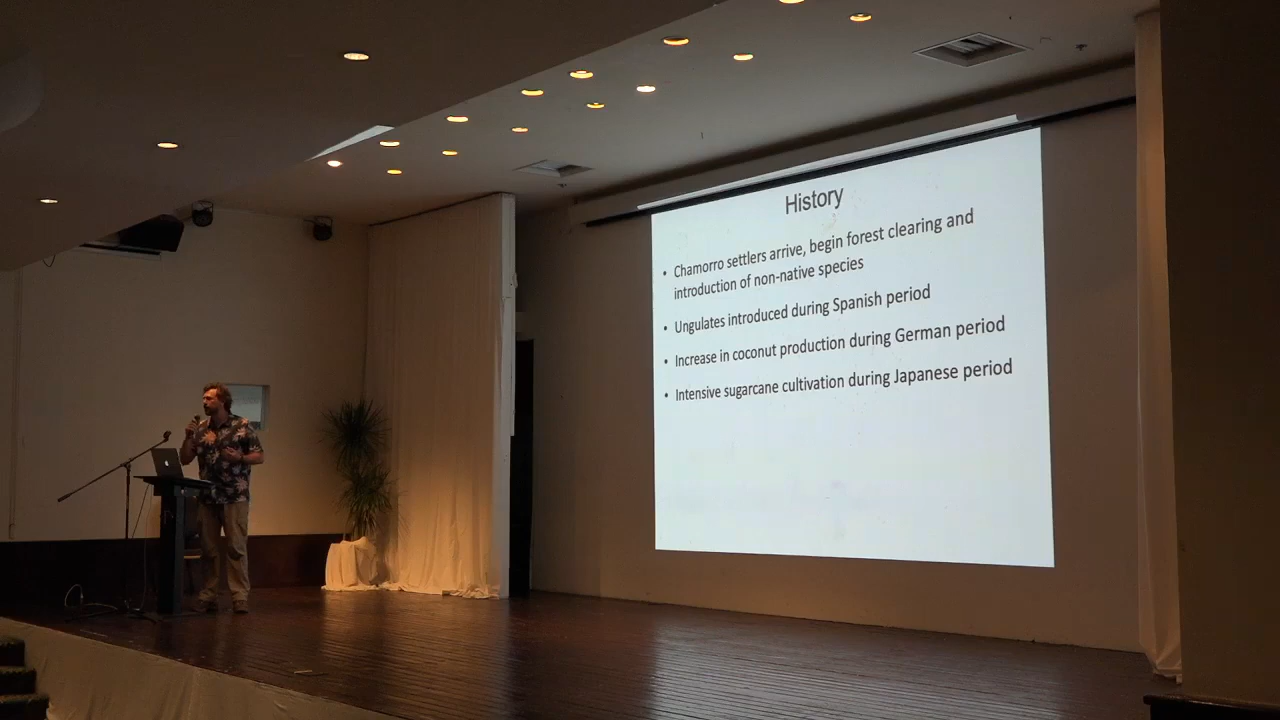 History
• Chamorro settlers arrive, begin forest clearing and
introduction of non-native species
• Ungulates introduced during Spanish period
• Increase in coconut production during German period
• Intensive sugarcane cultivation during Japanese period